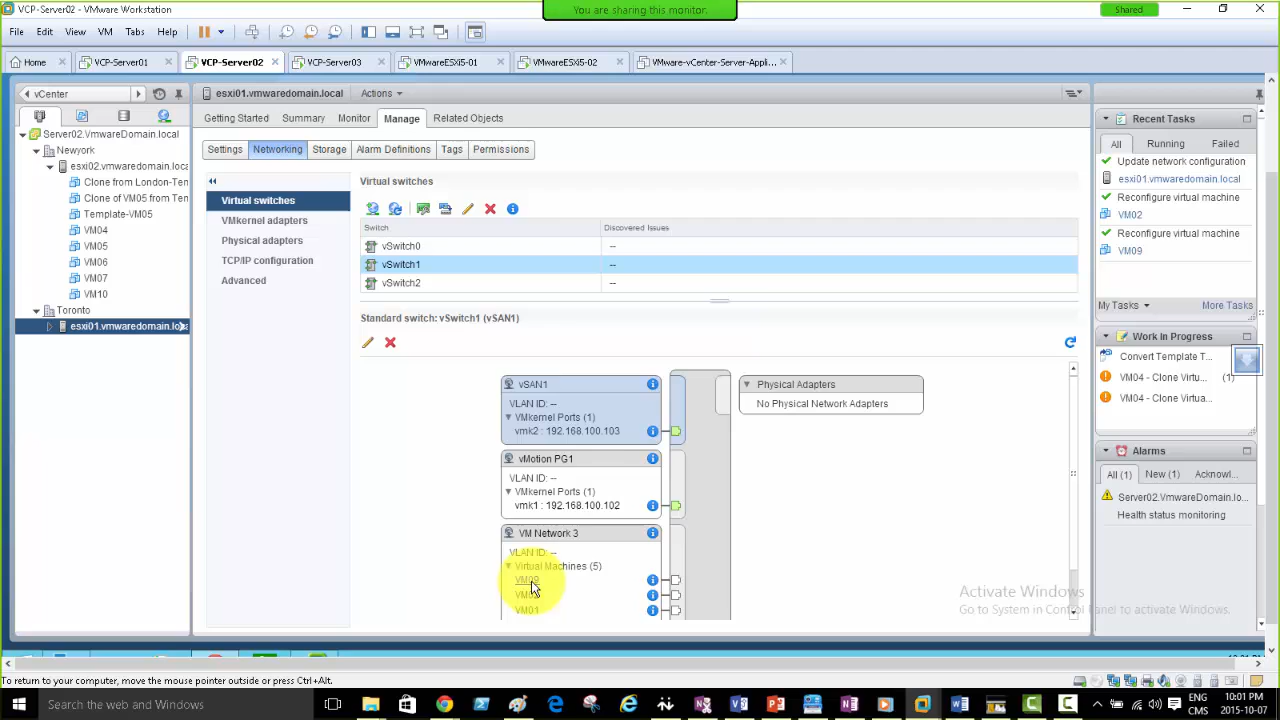 VCP-Server02 - VMware Workstation
You are sharing this monitor.
Shared
File Edit View VM Tabs Help
Home VCP-Server01 VCP-Server02 VCP-Server03 VMwareESXi5-01 VMwareESXi5-02 VMware-vCenter-Server-Appli...
vCenter
esxi01.vmwaredomain.local Actions
Getting Started Summary Monitor Manage Related Objects
Settings Networking Storage Alarm Definitions Tags Permissions
Server02.VmwareDomain.local
Newyork
esxi02.vmwaredomain.loca
Clone from London-Ten
Clone of VM05 from Ten
Template-VM05
VM04
VM05
VM06
VM07
VM10
Toronto
esxi01.vmwaredomain.loca
Virtual switches
VMkernel adapters
Physical adapters
TCP/IP configuration
Advanced
Virtual switches
Switch Discovered Issues
vSwitch0 --
vSwitch1 --
vSwitch2 --
Standard switch: vSwitch1 (vSAN1)
vSAN1
VLAN ID: --
VMkernel Ports (1)
vmk2 : 192.168.100.103
vMotion PG1
VLAN ID: --
VMkernel Ports (1)
vmk1 : 192.168.100.102
VM Network 3
VLAN ID: --
Virtual Machines (5)
VM09
VM01
Physical Adapters
No Physical Network Adapters
Recent Tasks
All Running Failed
Update network configuration
esxi01.vmwaredomain.local
Reconfigure virtual machine
VM02
Reconfigure virtual machine
VM09
My Tasks More Tasks
Work In Progress
Convert Template T...
VM04 - Clone Virtu... (1)
VM04 - Clone Virtua...
Alarms
All (1) New (1) Acknowl...
Server02.VmwareDomain.lo...
Health status monitoring
Activate Windows
Go to System in Control Panel to activate Windows.
To return to your computer, move the mouse pointer outside or press Ctrl+Alt.
Search the web and Windows
ENG 10:01 PM
CMS 2015-10-07